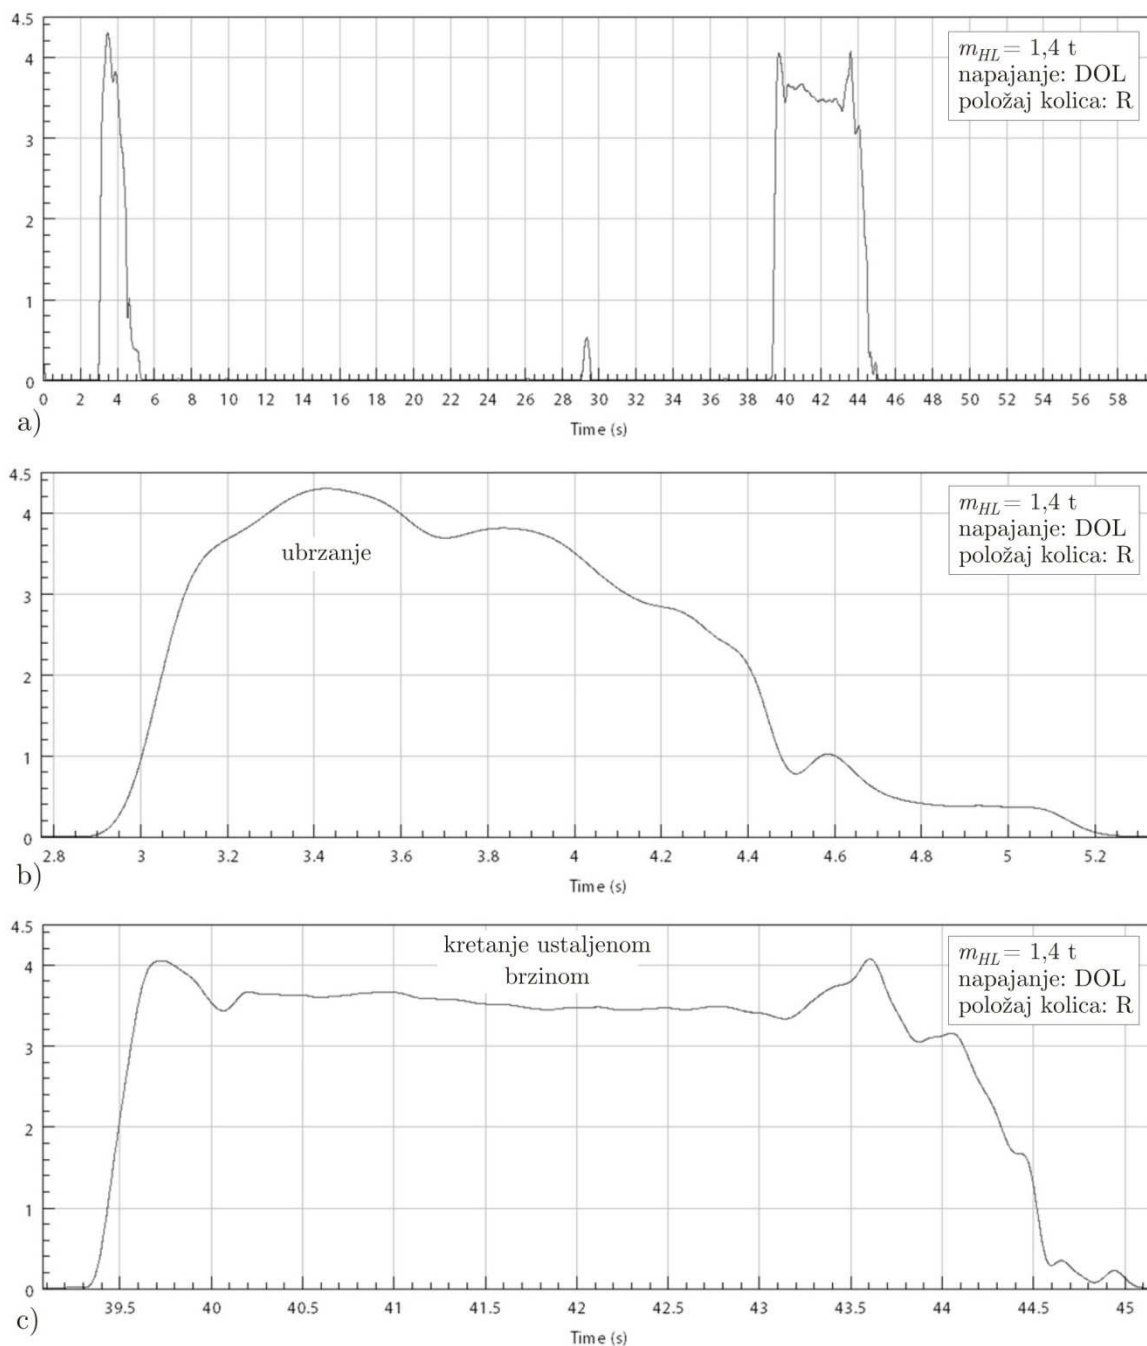 4.5
4
3
2
1
0
m_HL = 1,4 t
napajanje: DOL
položaj kolica: R
0 2 4 6 8 10 12 14 16 18 20 22 24 26 28 30 32 34 36 38 40 42 44 46 48 50 52 54 56 58
Time (s)
a)
4.5
4
3
2
1
0
m_HL = 1,4 t
napajanje: DOL
položaj kolica: R
ubrzanje
2.8 3 3.2 3.4 3.6 3.8 4 4.2 4.4 4.6 4.8 5 5.2
Time (s)
b)
4.5
4
3
2
1
0
kretanje ustaljenom
brzinom
m_HL = 1,4 t
napajanje: DOL
položaj kolica: R
39.5 40 40.5 41 41.5 42 42.5 43 43.5 44 44.5 45
Time (s)
c)